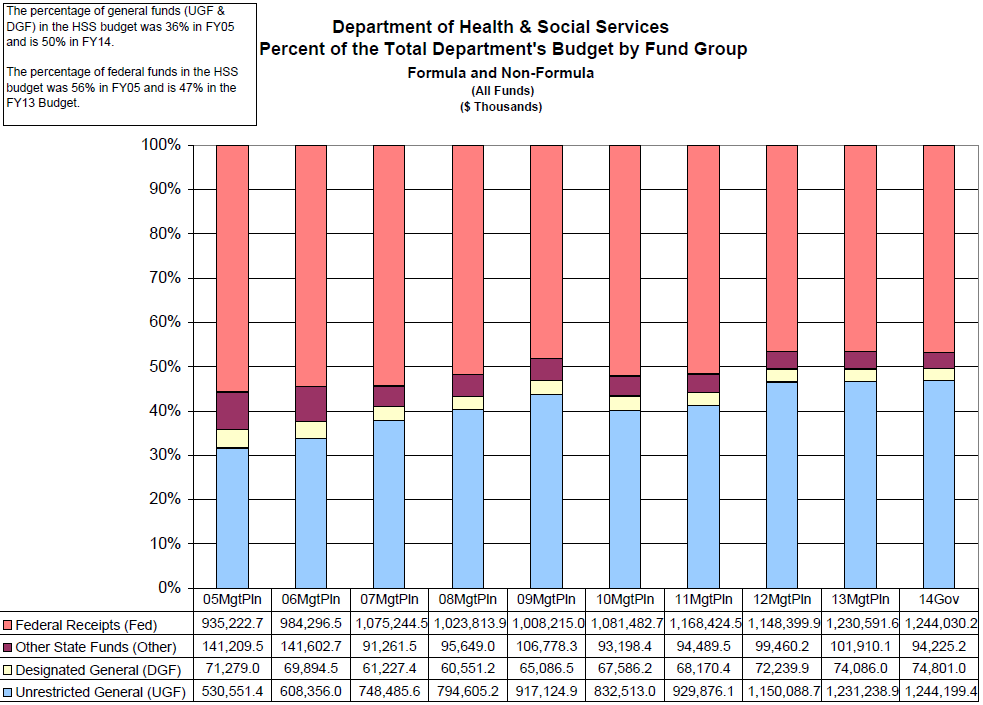 The percentage of general funds (UGF &
DGF) in the HSS budget was 36% in FY05
and is 50% in FY14.
The percentage of federal funds in the HSS
budget was 56% in FY05 and is 47% in the
FY13 Budget.
Department of Health & Social Services
Percent of the Total Department's Budget by Fund Group
Formula and Non-Formula
(All Funds)
($ Thousands)
100%
90%
80%
70%
60%
50%
40%
30%
20%
10%
0%
05MgtPln 06MgtPln 07MgtPln 08MgtPln 09MgtPln 10MgtPln 11MgtPln 12MgtPln 13MgtPln 14Gov
Federal Receipts (Fed) 935,222.7 984,296.5 1,075,244.5 1,023,813.9 1,008,215.0 1,081,482.7 1,168,424.5 1,148,399.9 1,230,591.6 1,244,030.2
Other State Funds (Other) 141,209.5 141,602.7 91,261.5 95,649.0 106,778.3 93,198.4 94,489.5 99,460.2 101,910.1 94,225.2
Designated General (DGF) 71,279.0 69,894.5 61,227.4 60,551.2 65,086.5 67,586.2 68,170.4 72,239.9 74,086.0 74,801.0
Unrestricted General (UGF) 530,551.4 608,356.0 748,485.6 794,605.2 917,124.9 832,513.0 929,876.1 1,150,088.7 1,231,238.9 1,244,199.4